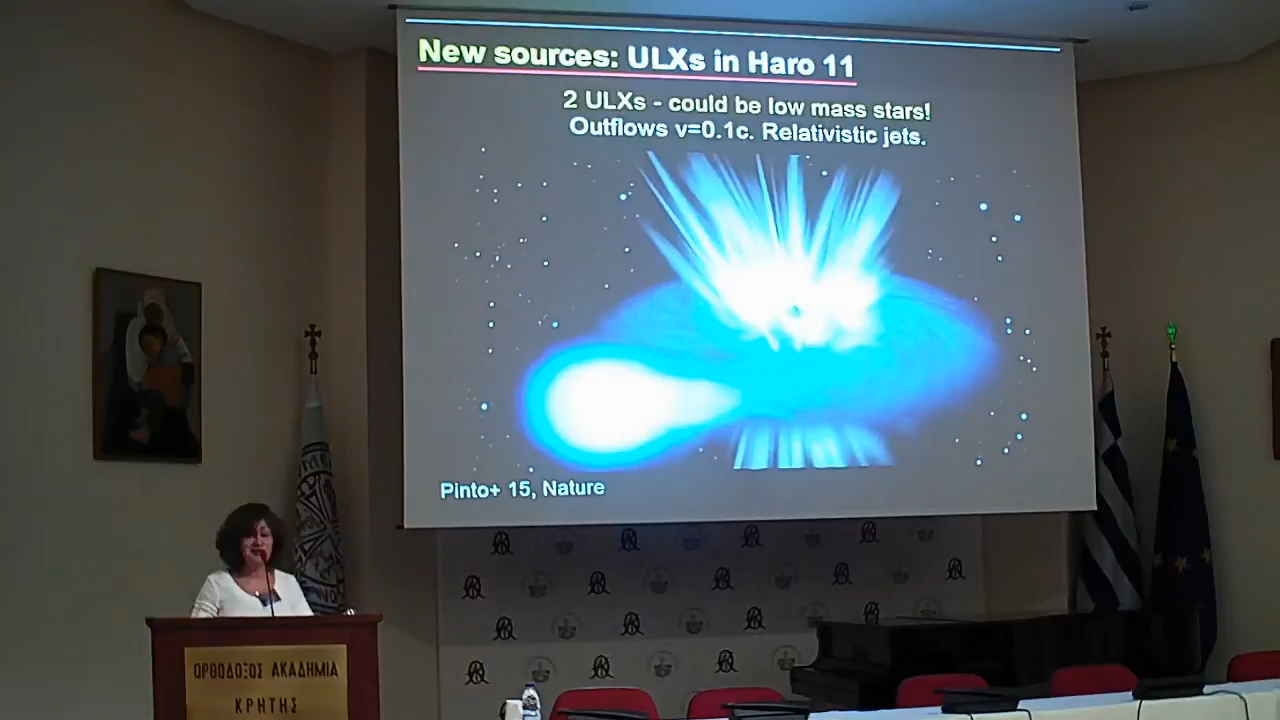 New sources: ULXs in Haro 11
2 ULXs - could be low mass stars!
Outflows v=0.1c. Relativistic jets.
Pinto+ 15, Nature
ΟΡΘΟΔΟΞΟΣ ΑΚΑΔΗΜΙΑ
ΚΡΗΤΗΣ